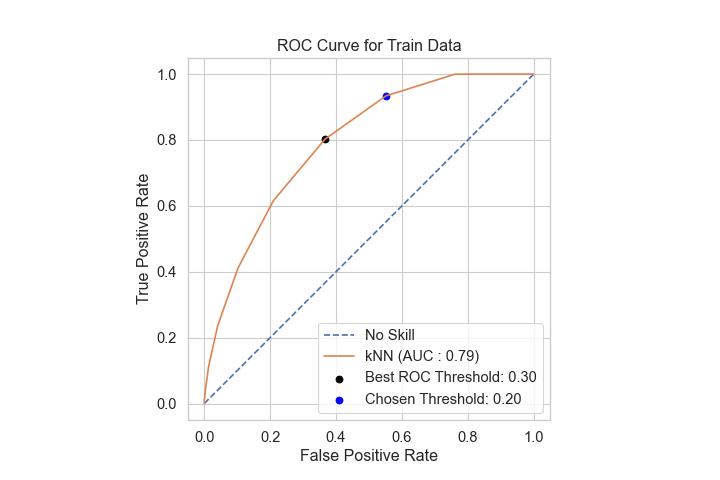 ROC Curve for Train Data
1.0
0.8
0.6
0.4
0.2
0.0
True Positive Rate
No Skill
kNN (AUC : 0.79)
Best ROC Threshold: 0.30
Chosen Threshold: 0.20
0.0 0.2 0.4 0.6 0.8 1.0
False Positive Rate